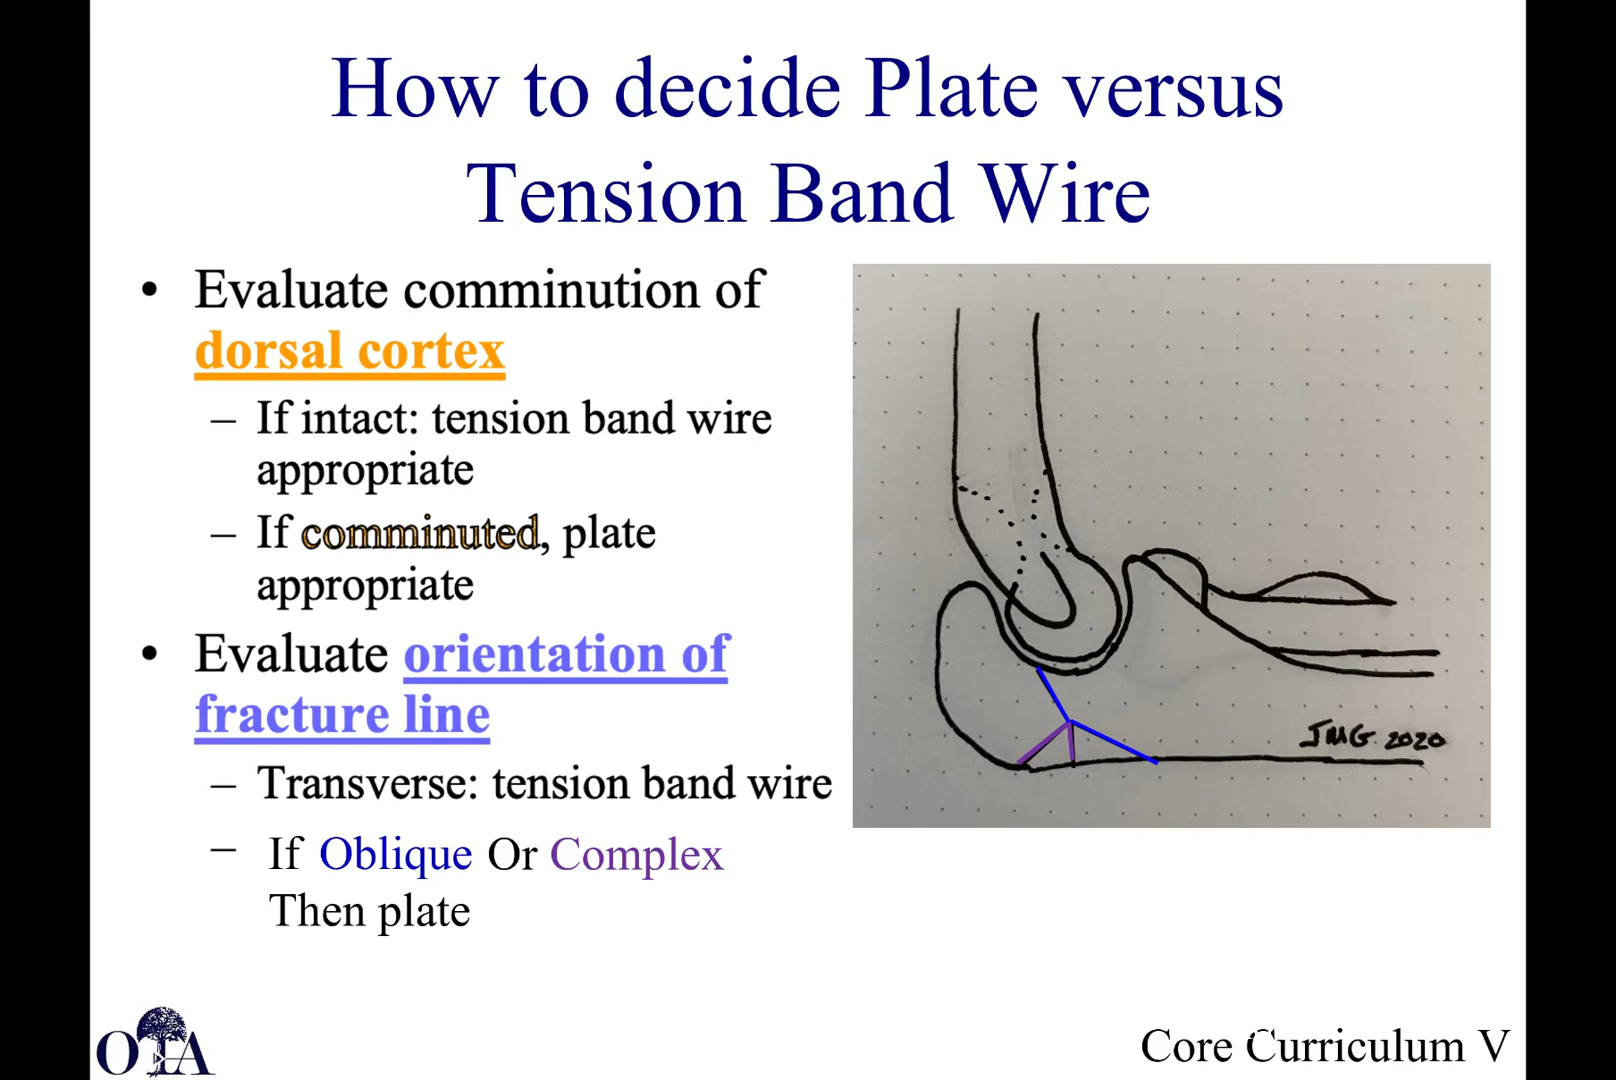 How to decide Plate versus
Tension Band Wire
• Evaluate comminution of
dorsal cortex
– If intact: tension band wire
appropriate
– If comminuted, plate
appropriate
• Evaluate orientation of
fracture line
– Transverse: tension band wire
– If Oblique Or Complex
Then plate
JMG 2020
OTA
Core Curriculum V